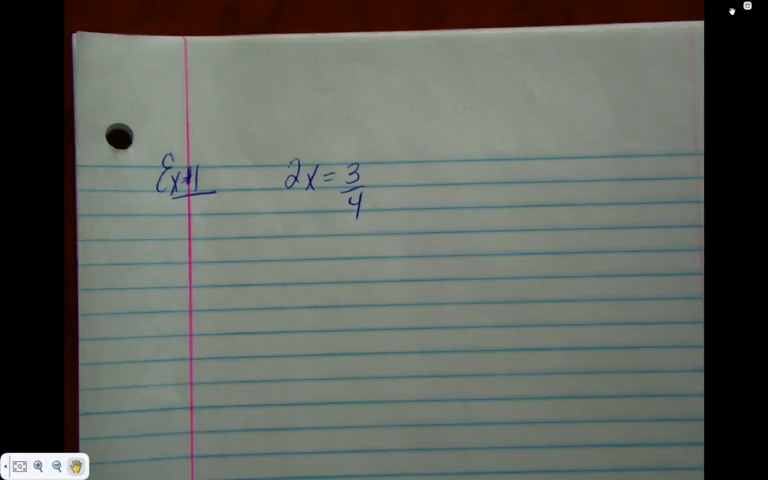 Ex #1 2x = 3/4